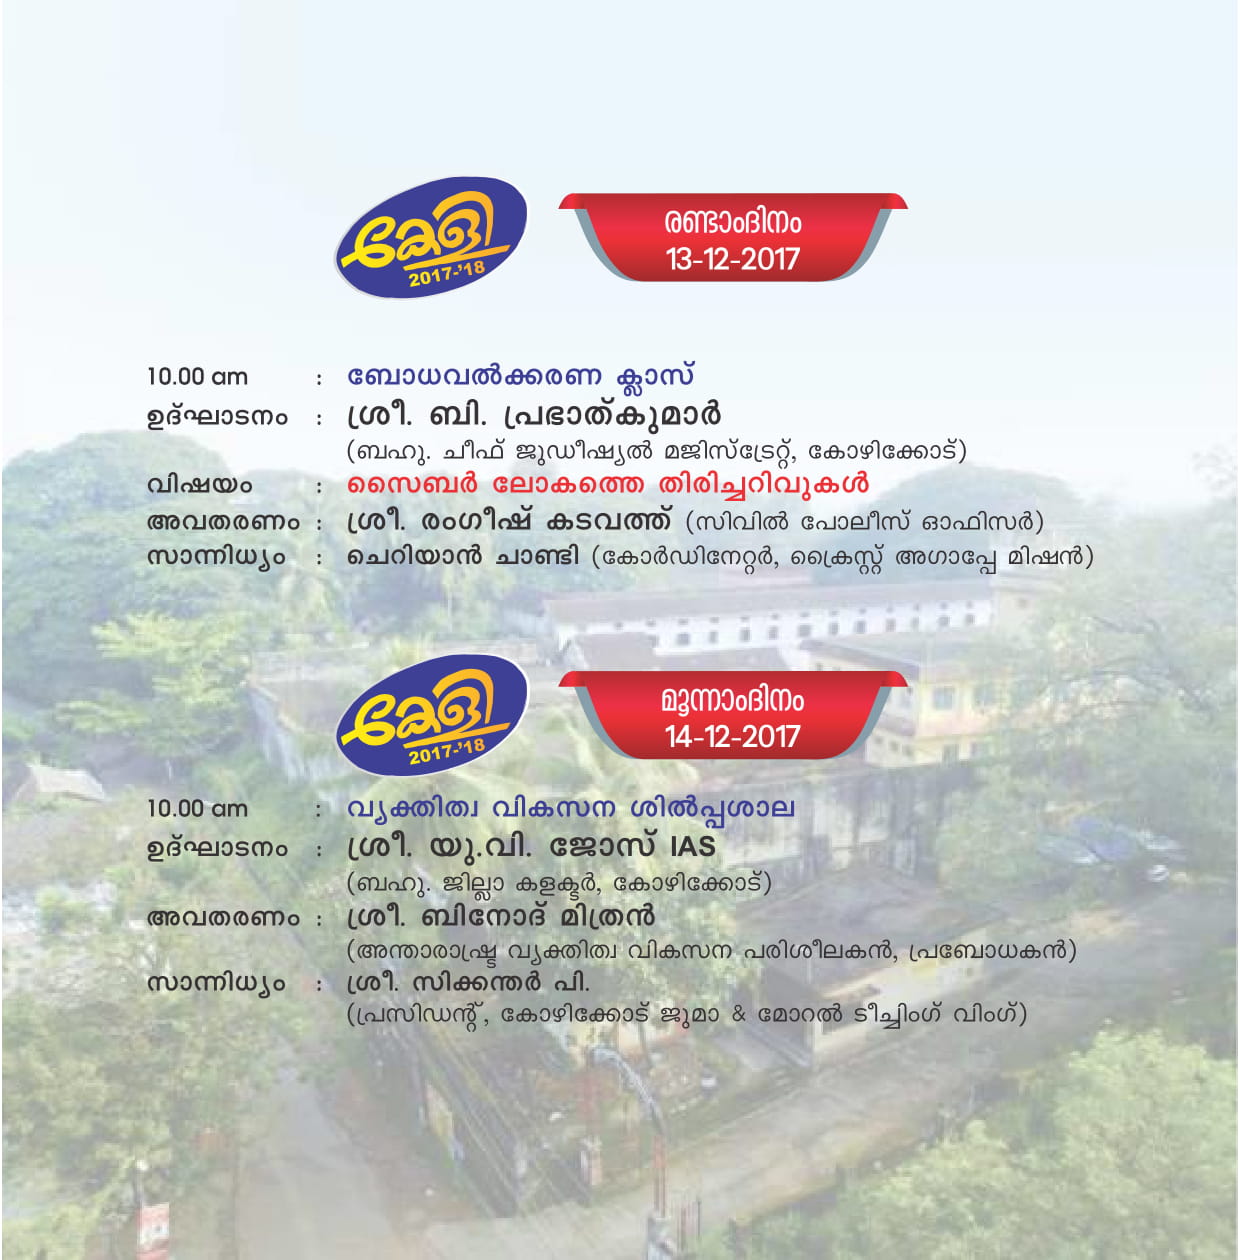 കേളി
2017-'18
രണ്ടാംദിനം
13-12-2017
10.00 am : ബോധവൽക്കരണ ക്ലാസ്
ഉദ്ഘാടനം : ശ്രീ. ബി. പ്രഭാത്കുമാർ
(ബഹു. ചീഫ് ജുഡീഷ്യൽ മജിസ്ട്രേറ്റ്, കോഴിക്കോട്)
വിഷയം : സൈബർ ലോകത്തെ തിരിച്ചറിവുകൾ
അവതരണം : ശ്രീ. രംഗീഷ് കടവത്ത് (സിവിൽ പോലീസ് ഓഫിസർ)
സാന്നിധ്യം : ചെറിയാൻ ചാണ്ടി (കോർഡിനേറ്റർ, ക്രൈസ്റ്റ് അഗാപ്പേ മിഷൻ)
കേളി
2017-'18
മൂന്നാംദിനം
14-12-2017
10.00 am : വ്യക്തിത്വ വികസന ശിൽപ്പശാല
ഉദ്ഘാടനം : ശ്രീ. യു.വി. ജോസ് IAS
(ബഹു. ജില്ലാ കളക്ടർ, കോഴിക്കോട്)
അവതരണം : ശ്രീ. ബിനോദ് മിത്രൻ
(അന്താരാഷ്ട്ര വ്യക്തിത്വ വികസന പരിശീലകൻ, പ്രബോധകൻ)
സാന്നിധ്യം : ശ്രീ. സിക്കന്തർ പി.
(പ്രസിഡന്റ്, കോഴിക്കോട് ജുമാ & മോറൽ ടീച്ചിംഗ് വിംഗ്)